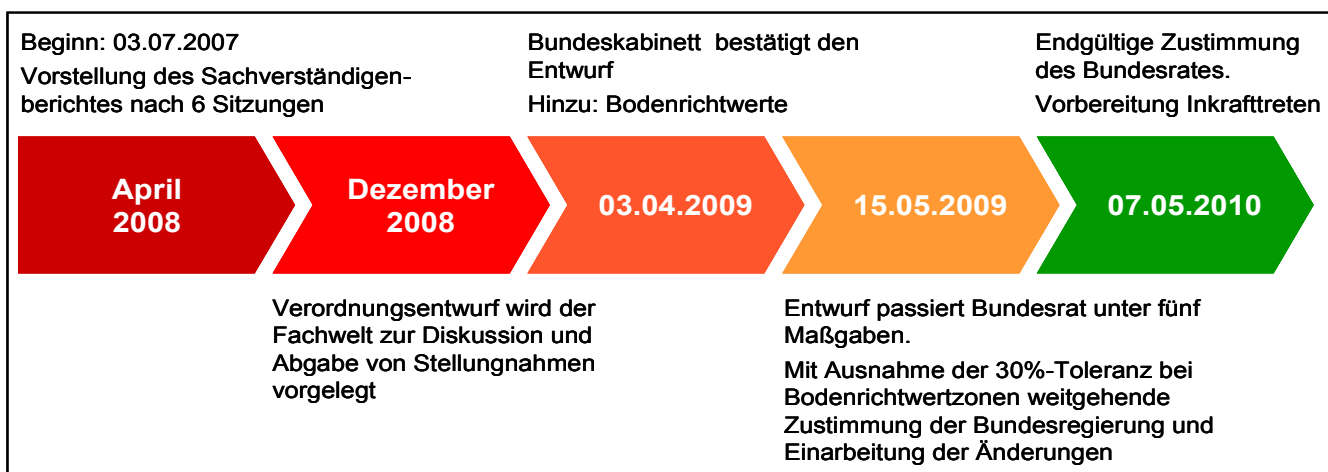 Beginn: 03.07.2007
Vorstellung des Sachverständigen-
berichtes nach 6 Sitzungen
Bundeskabinett bestätigt den
Entwurf
Hinzu: Bodenrichtwerte
Endgültige Zustimmung
des Bundesrates.
Vorbereitung Inkrafttreten
April
2008
Dezember
2008
03.04.2009
15.05.2009
07.05.2010
Verordnungsentwurf wird der
Fachwelt zur Diskussion und
Abgabe von Stellungnahmen
vorgelegt
Entwurf passiert Bundesrat unter fünf
Maßgaben.
Mit Ausnahme der 30%-Toleranz bei
Bodenrichtwertzonen weitgehende
Zustimmung der Bundesregierung und
Einarbeitung der Änderungen